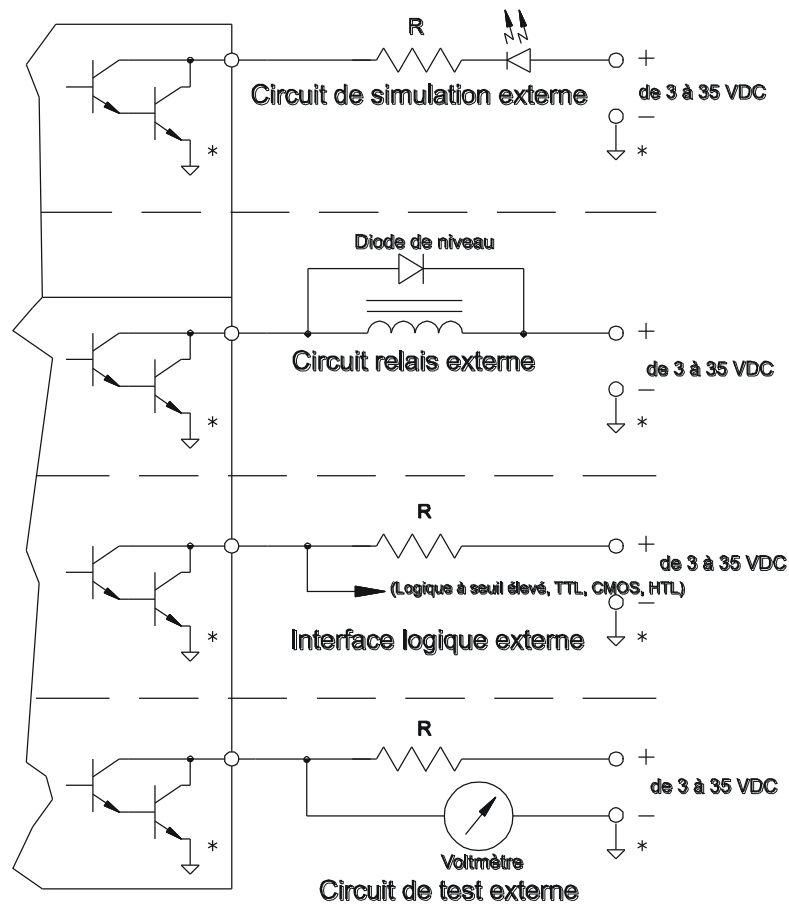 R
+
Circuit de simulation externe
de 3 à 35 VDC
−
*
*
Diode de niveau
+
Circuit relais externe
de 3 à 35 VDC
−
*
*
R
+
de 3 à 35 VDC
(Logique à seuil élevé, TTL, CMOS, HTL)
−
*
Interface logique externe
*
R
+
de 3 à 35 VDC
−
*
*
Voltmètre
Circuit de test externe